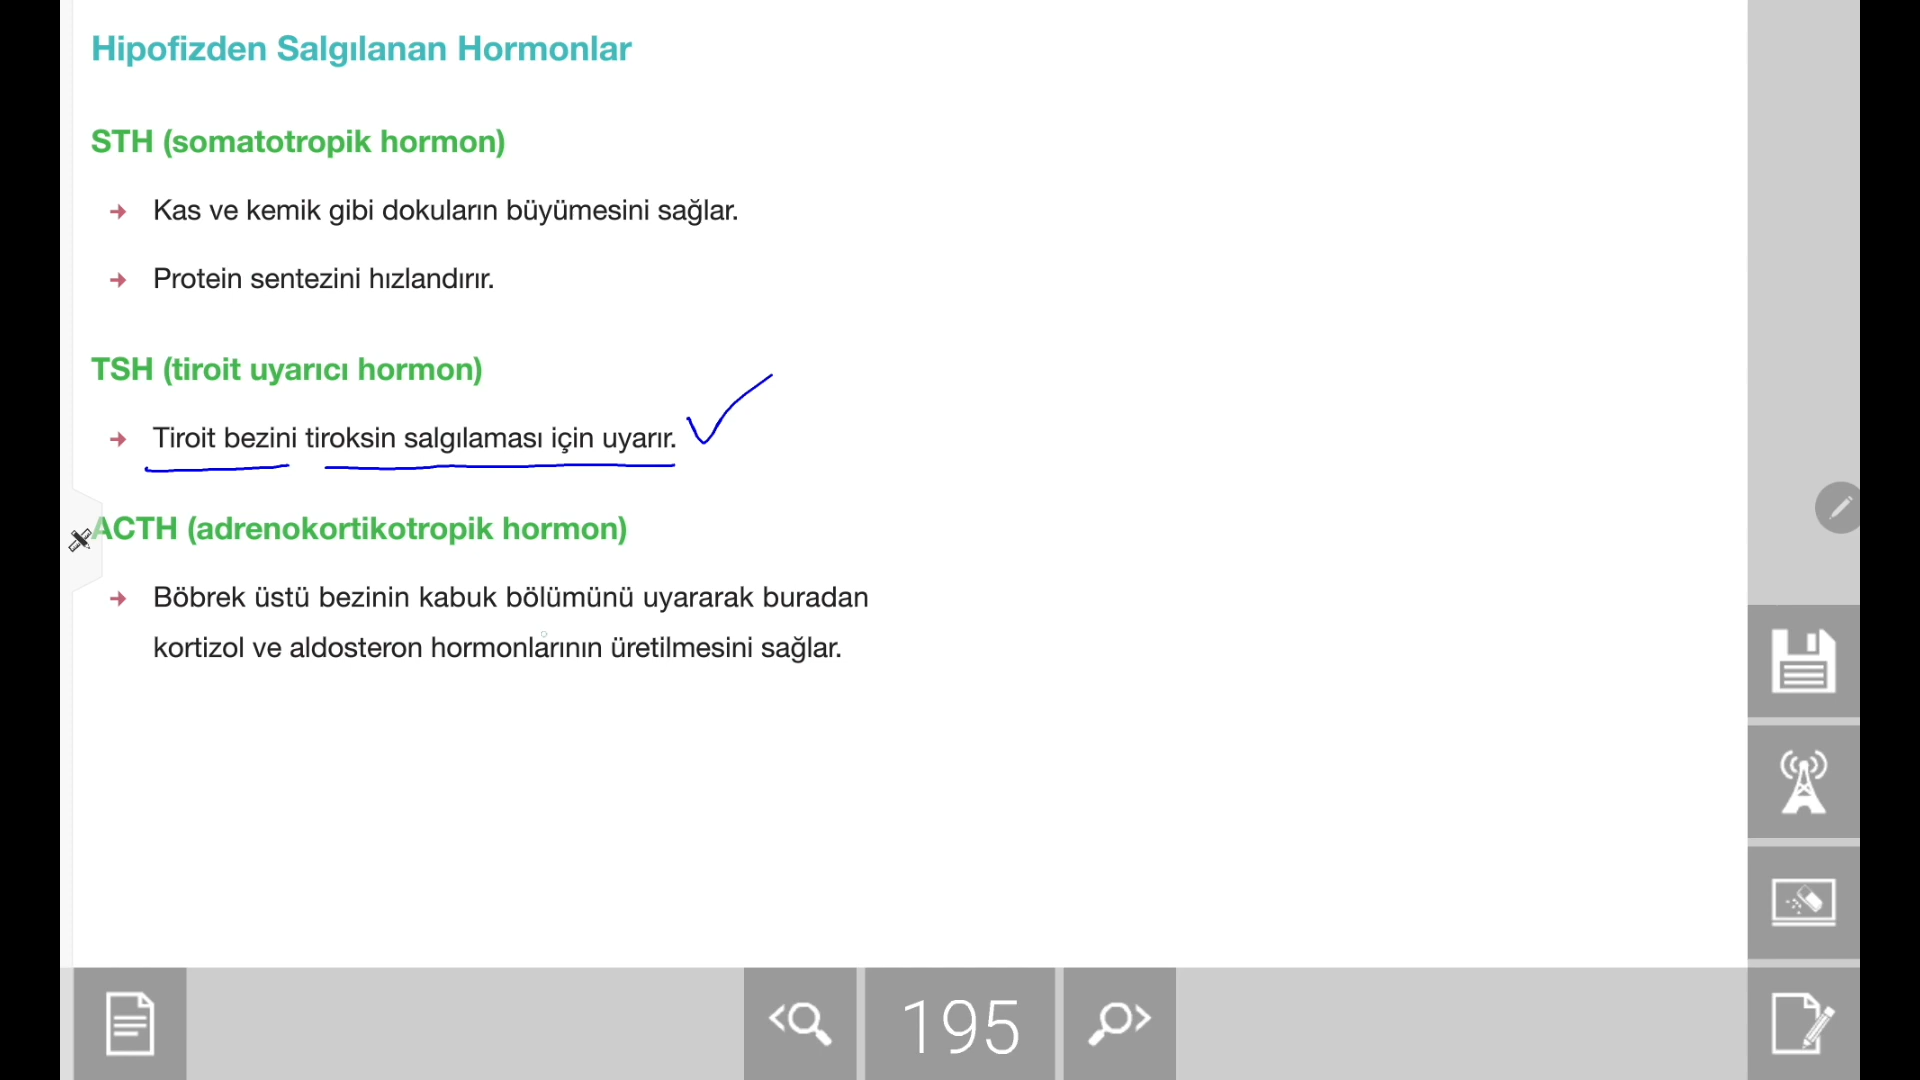 Hipofizden Salgılanan Hormonlar
STH (somatotropik hormon)
Kas ve kemik gibi dokuların büyümesini sağlar.
Protein sentezini hızlandırır.
TSH (tiroit uyarıcı hormon)
Tiroit bezini tiroksin salgılaması için uyarır.
ACTH (adrenokortikotropik hormon)
Böbrek üstü bezinin kabuk bölümünü uyararak buradan
kortizol ve aldosteron hormonlarının üretilmesini sağlar.
195